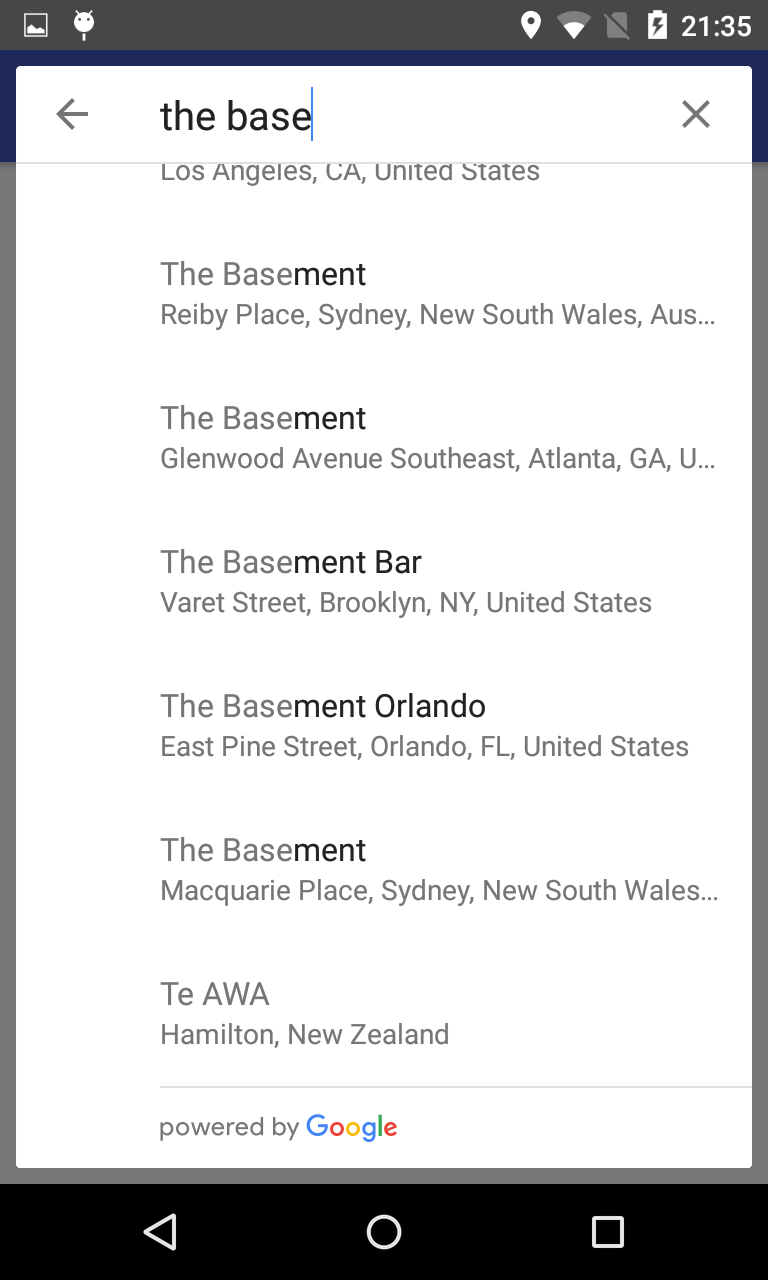 21:35
the base
Los Angeles, CA, United States
The Basement
Reiby Place, Sydney, New South Wales, Aus...
The Basement
Glenwood Avenue Southeast, Atlanta, GA, U...
The Basement Bar
Varet Street, Brooklyn, NY, United States
The Basement Orlando
East Pine Street, Orlando, FL, United States
The Basement
Macquarie Place, Sydney, New South Wales...
Te AWA
Hamilton, New Zealand
powered by Google